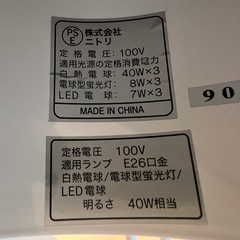 PS
E
株式会社
ニトリ
定格電圧：100V
適用光源の定格消費電力
白熱電球：40W×3
電球型蛍光灯：8W×3
LED電球：7W×3
MADE IN CHINA
90
定格電圧 100V
適用ランプ E26口金
白熱電球/電球型蛍光灯/
LED電球
明るさ 40W相当